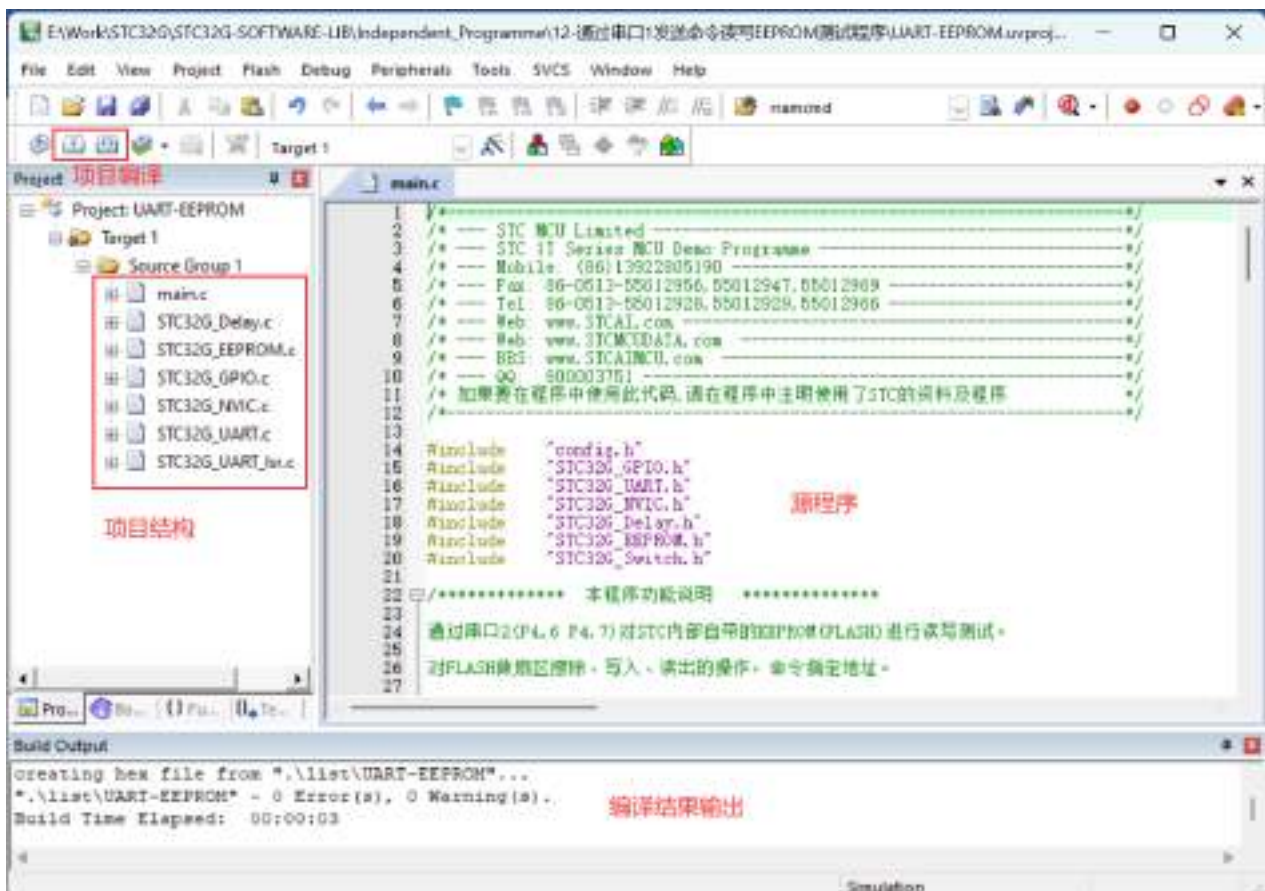 E:\Work\STC32G\STC32G-SOFTWARE-LIB\Independent_Programme\12-通过串口1发送命令读写EEPROM测试程序\UART-EEPROM.uvproj...
File Edit View Project Flash Debug Peripherals Tools SVCS Window Help
Target 1
Project 项目编译
main.c
Project: UART-EEPROM
Target 1
Source Group 1
main.c
STC32G_Delay.c
STC32G_EEPROM.c
STC32G_GPIO.c
STC32G_NVIC.c
STC32G_UART.c
STC32G_UART_Isr.c
项目结构
1 /*---------------------------------------------------------------------*/
2 /* --- STC MCU Limited ------------------------------------------------*/
3 /* --- STC 1T Series MCU Demo Programme -------------------------------*/
4 /* --- Mobile: (86)13922805190 ----------------------------------------*/
5 /* --- Fax: 86-0513-55012956,55012947,55012969 ------------------------*/
6 /* --- Tel: 86-0513-55012928,55012929,55012966 ------------------------*/
7 /* --- Web: www.STCAI.com ---------------------------------------------*/
8 /* --- Web: www.STCMCUDATA.com ---------------------------------------*/
9 /* --- BBS: www.STCAIMCU.com -----------------------------------------*/
10 /* --- QQ: 800003751 -------------------------------------------------*/
11 /* 如果要在程序中使用此代码,请在程序中注明使用了STC的资料及程序 */
12 /*---------------------------------------------------------------------*/
13
14 #include "config.h"
15 #include "STC32G_GPIO.h"
16 #include "STC32G_UART.h"
17 #include "STC32G_NVIC.h"
18 #include "STC32G_Delay.h"
19 #include "STC32G_EEPROM.h"
20 #include "STC32G_Switch.h"
源程序
21
22 /************* 本程序功能说明 **************
23
24 通过串口2(P4.6 P4.7)对STC内部自带的EEPROM(FLASH)进行读写测试。
25
26 对FLASH做扇区擦除、写入、读出的操作,命令指定地址。
27
Pro...
Build Output
creating hex file from ".\list\UART-EEPROM"...
".\list\UART-EEPROM" - 0 Error(s), 0 Warning(s).
Build Time Elapsed: 00:00:03
编译结果输出
Simulation